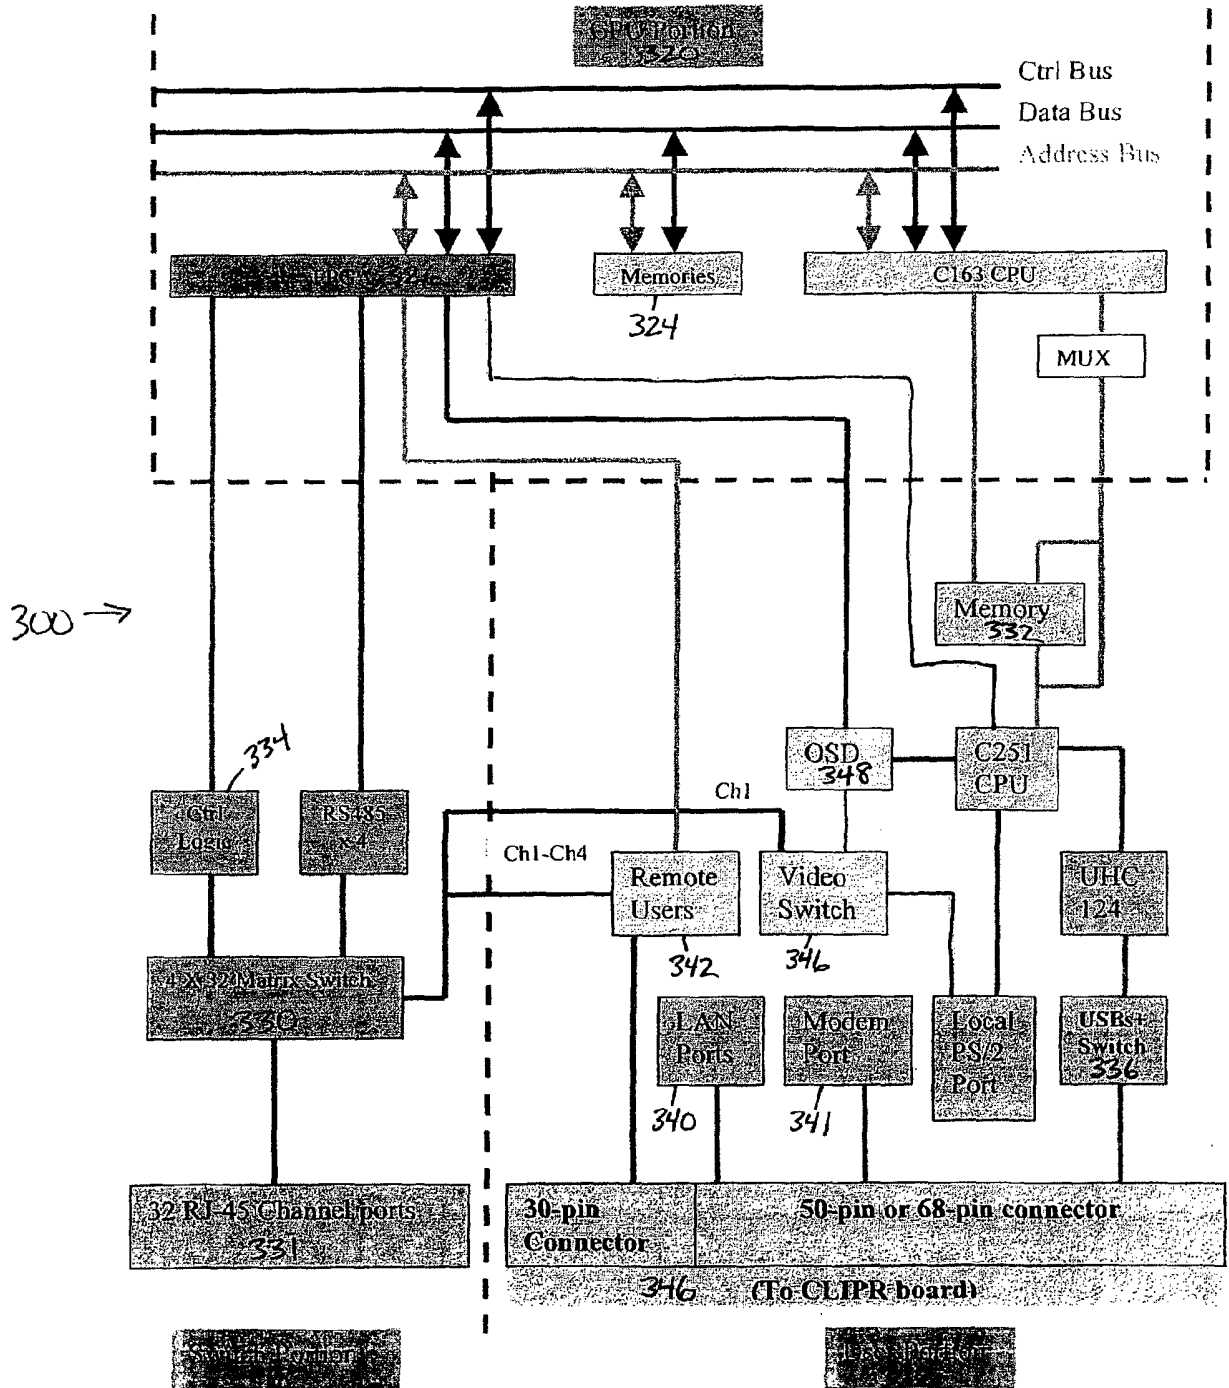 CPU Portion
320
Ctrl Bus
Data Bus
Address Bus
Memories
324
C163 CPU
MUX
300
Memory
332
334
OSD
348
C251
CPU
Ctrl
Logic
RS485
x 4
Ch1
Ch1-Ch4
Remote
Users
342
Video
Switch
346
UHC
124
4 X 32 Matrix Switch
330
LAN
Ports
340
Modem
Port
341
Local
PS/2
Port
USBs+
Switch
336
32 RJ-45 Channel ports
331
30-pin
Connector
50-pin or 68-pin connector
346 (To CLIPR board)
Switch Portion
User Portion